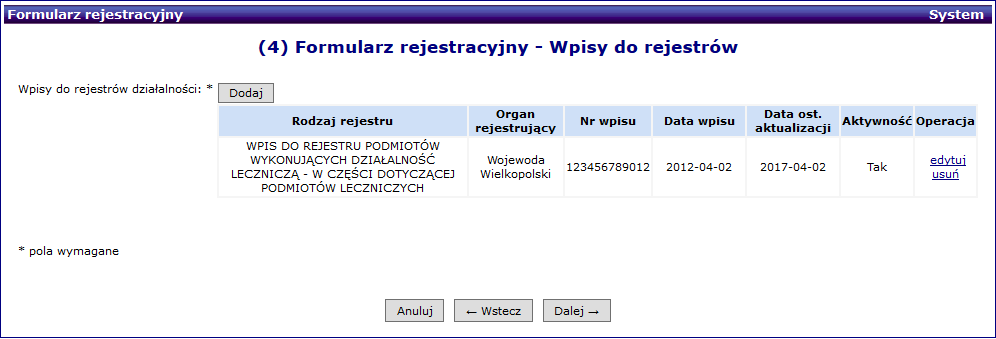 Formularz rejestracyjny System
(4) Formularz rejestracyjny - Wpisy do rejestrów
Wpisy do rejestrów działalności: * Dodaj
Rodzaj rejestru Organ rejestrujący Nr wpisu Data wpisu Data ost. aktualizacji Aktywność Operacja
WPIS DO REJESTRU PODMIOTÓW
WYKONUJĄCYCH DZIAŁALNOŚĆ
LECZNICZĄ - W CZĘŚCI DOTYCZĄCEJ
PODMIOTÓW LECZNICZYCH
Wojewoda
Wielkopolski
123456789012 2012-04-02 2017-04-02 Tak
edytuj
usuń
* pola wymagane
Anuluj ← Wstecz Dalej →